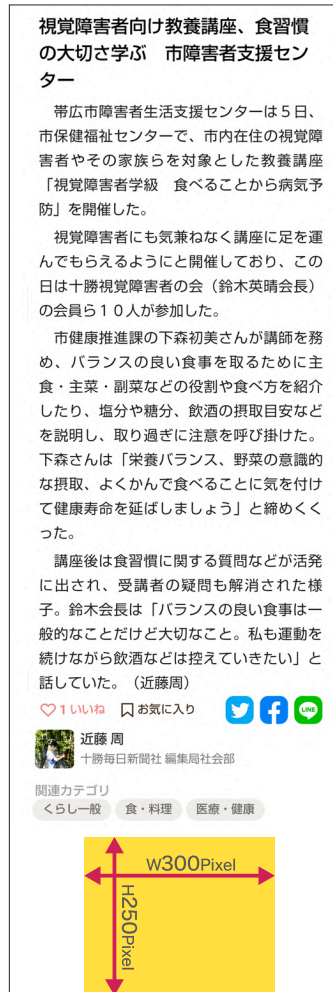 視覚障害者向け教養講座、食習慣
の大切さ学ぶ　市障害者支援セン
ター
　帯広市障害者生活支援センターは５日、
市保健福祉センターで、市内在住の視覚障
害者やその家族らを対象とした教養講座
「視覚障害者学級　食べることから病気予
防」を開催した。
　視覚障害者にも気兼ねなく講座に足を運
んでもらえるようにと開催しており、この
日は十勝視覚障害者の会（鈴木英晴会長）
の会員ら１０人が参加した。
　市健康推進課の下森初美さんが講師を務
め、バランスの良い食事を取るために主
食・主菜・副菜などの役割や食べ方を紹介
したり、塩分や糖分、飲酒の摂取目安など
を説明し、取り過ぎに注意を呼び掛けた。
下森さんは「栄養バランス、野菜の意識的
な摂取、よくかんで食べることに気を付け
て健康寿命を延ばしましょう」と締めくく
った。
　講座後は食習慣に関する質問などが活発
に出され、受講者の疑問も解消された様
子。鈴木会長は「バランスの良い食事は一
般的なことだけど大切なこと。私も運動を
続けながら飲酒などは控えていきたい」と
話していた。（近藤周）
1 いいね　お気に入り　LINE
近藤 周
十勝毎日新聞社 編集局社会部
関連カテゴリ
くらし一般　食・料理　医療・健康
W300Pixel
H250Pixel